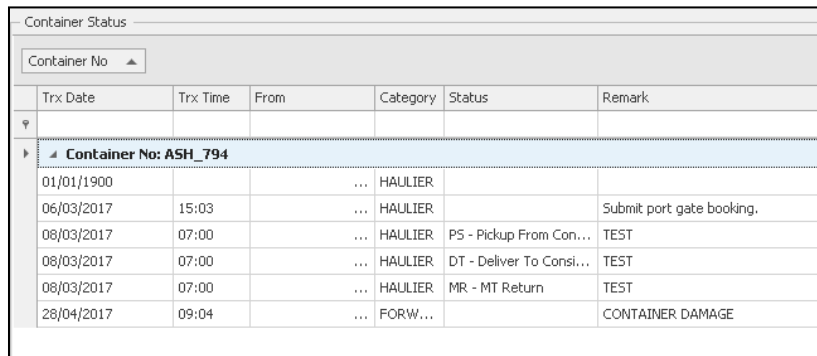 Container Status
Container No
Trx Date Trx Time From Category Status Remark
Container No: ASH_794
01/01/1900 ... HAULIER
06/03/2017 15:03 ... HAULIER Submit port gate booking.
08/03/2017 07:00 ... HAULIER PS - Pickup From Con... TEST
08/03/2017 07:00 ... HAULIER DT - Deliver To Consi... TEST
08/03/2017 07:00 ... HAULIER MR - MT Return TEST
28/04/2017 09:04 ... FORW... CONTAINER DAMAGE